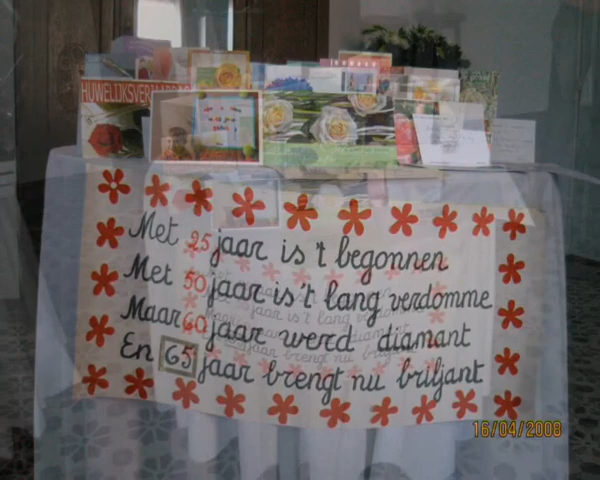 HUWELIJKSVERJAARDAG
Met 25 jaar is 't begonnen
Met 50 jaar is 't lang verdomme
Maar 60 jaar werd diamant
En 65 jaar brengt nu briljant
16/04/2008